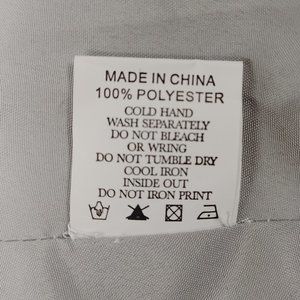 MADE IN CHINA
100% POLYESTER
COLD HAND
WASH SEPARATELY
DO NOT BLEACH
OR WRING
DO NOT TUMBLE DRY
COOL IRON
INSIDE OUT
DO NOT IRON PRINT